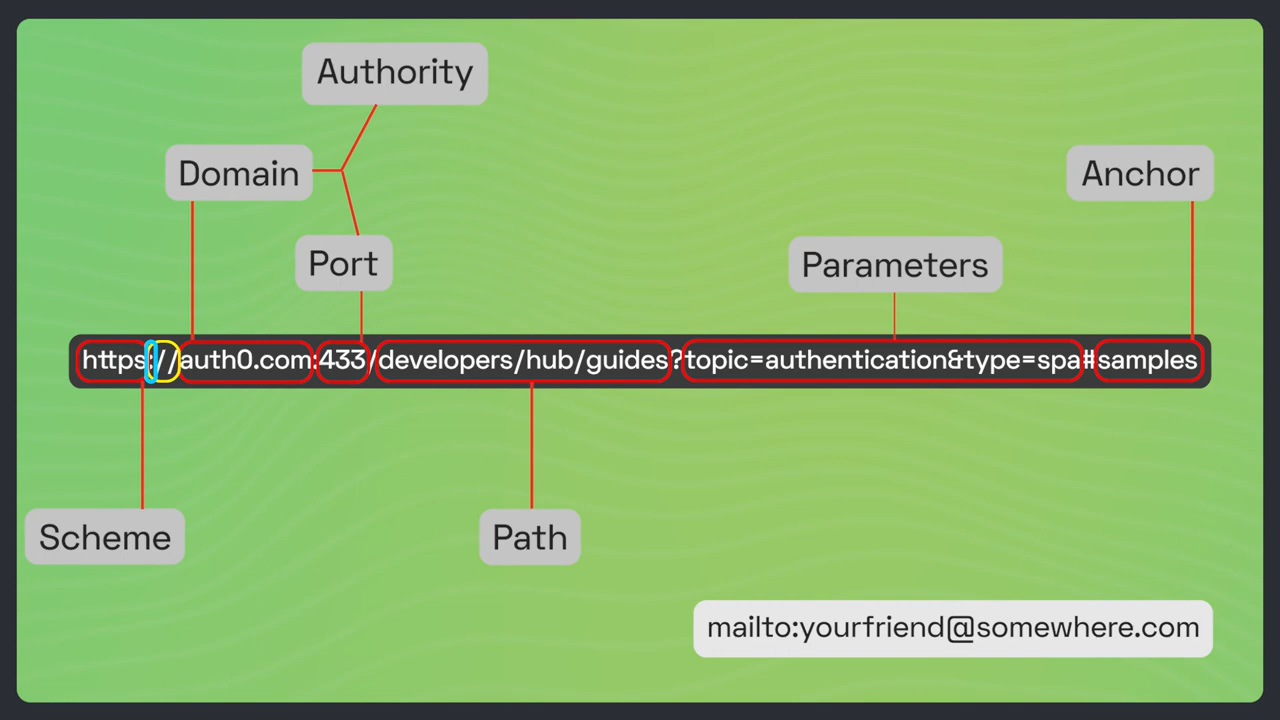 Authority
Domain
Anchor
Port
Parameters
https://auth0.com:433/developers/hub/guides?topic=authentication&type=spa#samples
Scheme
Path
mailto:yourfriend@somewhere.com